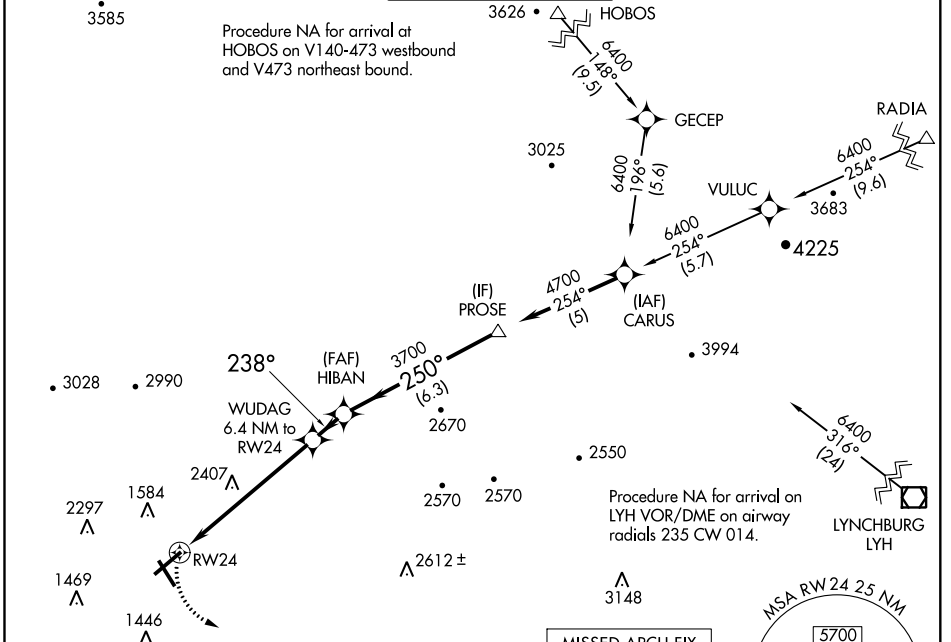 3585
Procedure NA for arrival at
HOBOS on V140-473 westbound
and V473 northeast bound.
3626
HOBOS
6400
148°
(9.5)
GECEP
RADIA
3025
6400
196°
(5.6)
6400
254°
(9.6)
VULUC
3683
6400
254°
(5.7)
4225
(IF)
PROSE
4700
254°
(5)
(IAF)
CARUS
3994
238°
(FAF)
HIBAN
3700
250°
(6.3)
3028
2990
WUDAG
6.4 NM to
RW24
2670
6400
316°
(24)
2407
2550
2570
2570
1584
2297
Procedure NA for arrival on
LYH VOR/DME on airway
radials 235 CW 014.
LYNCHBURG
LYH
RW24
2612 ±
1469
3148
1446
MISSED APCH FIX
MSA RW24 25 NM
5700